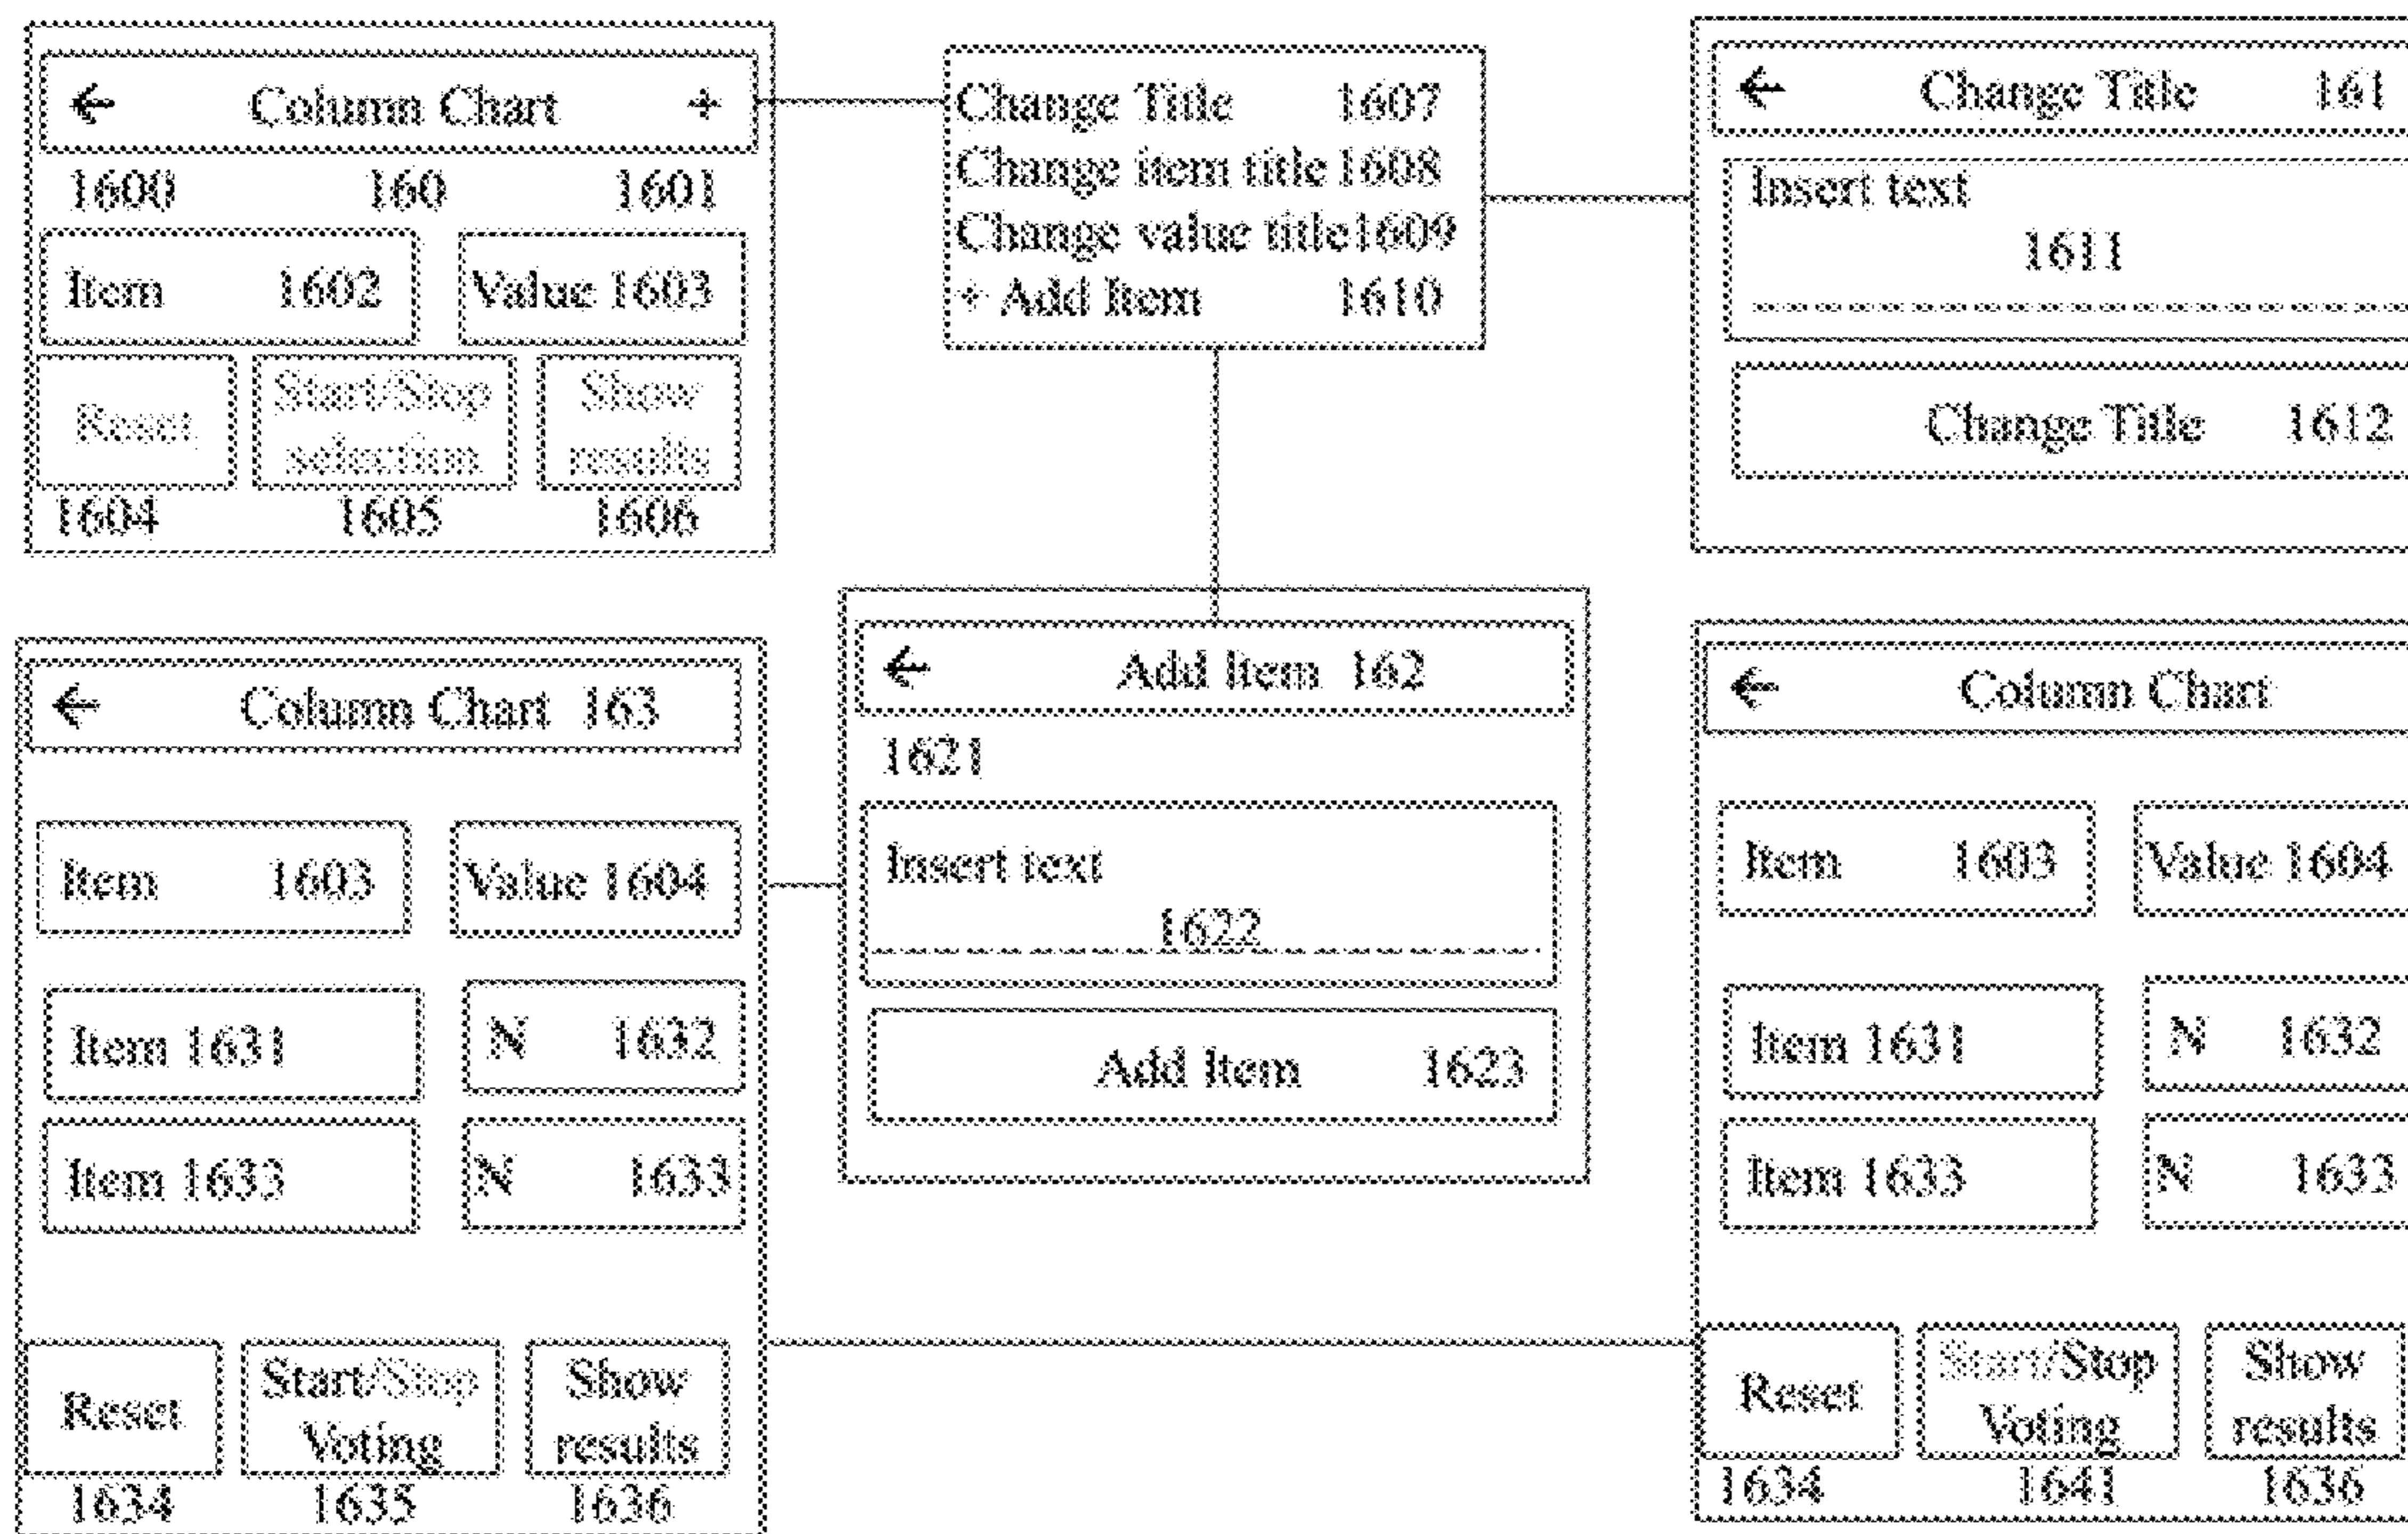 ← Column Chart +
1600 160 1601
Item 1602 Value 1603
Reset Start/Stop selection Show results
1604 1605 1606
Change Title 1607
Change item title 1608
Change value title1609
+ Add Item 1610
← Change Title 161
Insert text
1611
Change Title 1612
← Column Chart 163
Item 1603 Value 1604
Item 1631 N 1632
Item 1633 N 1633
Reset Start/Stop Voting Show results
1634 1635 1636
← Add Item 162
1621
Insert text
1622
Add Item 1623
← Column Chart
Item 1603 Value 1604
Item 1631 N 1632
Item 1633 N 1633
Reset Start/Stop Voting Show results
1634 1641 1636